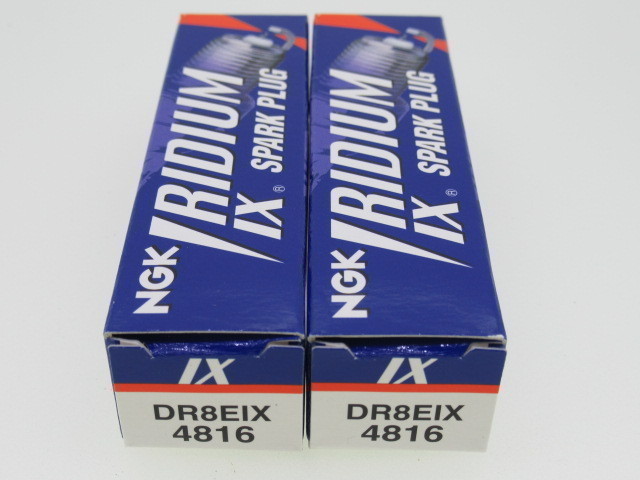 NGK
IRIDIUM
IX®
SPARK PLUG
IX
DR8EIX
4816
NGK
IRIDIUM
IX®
SPARK PLUG
IX
DR8EIX
4816